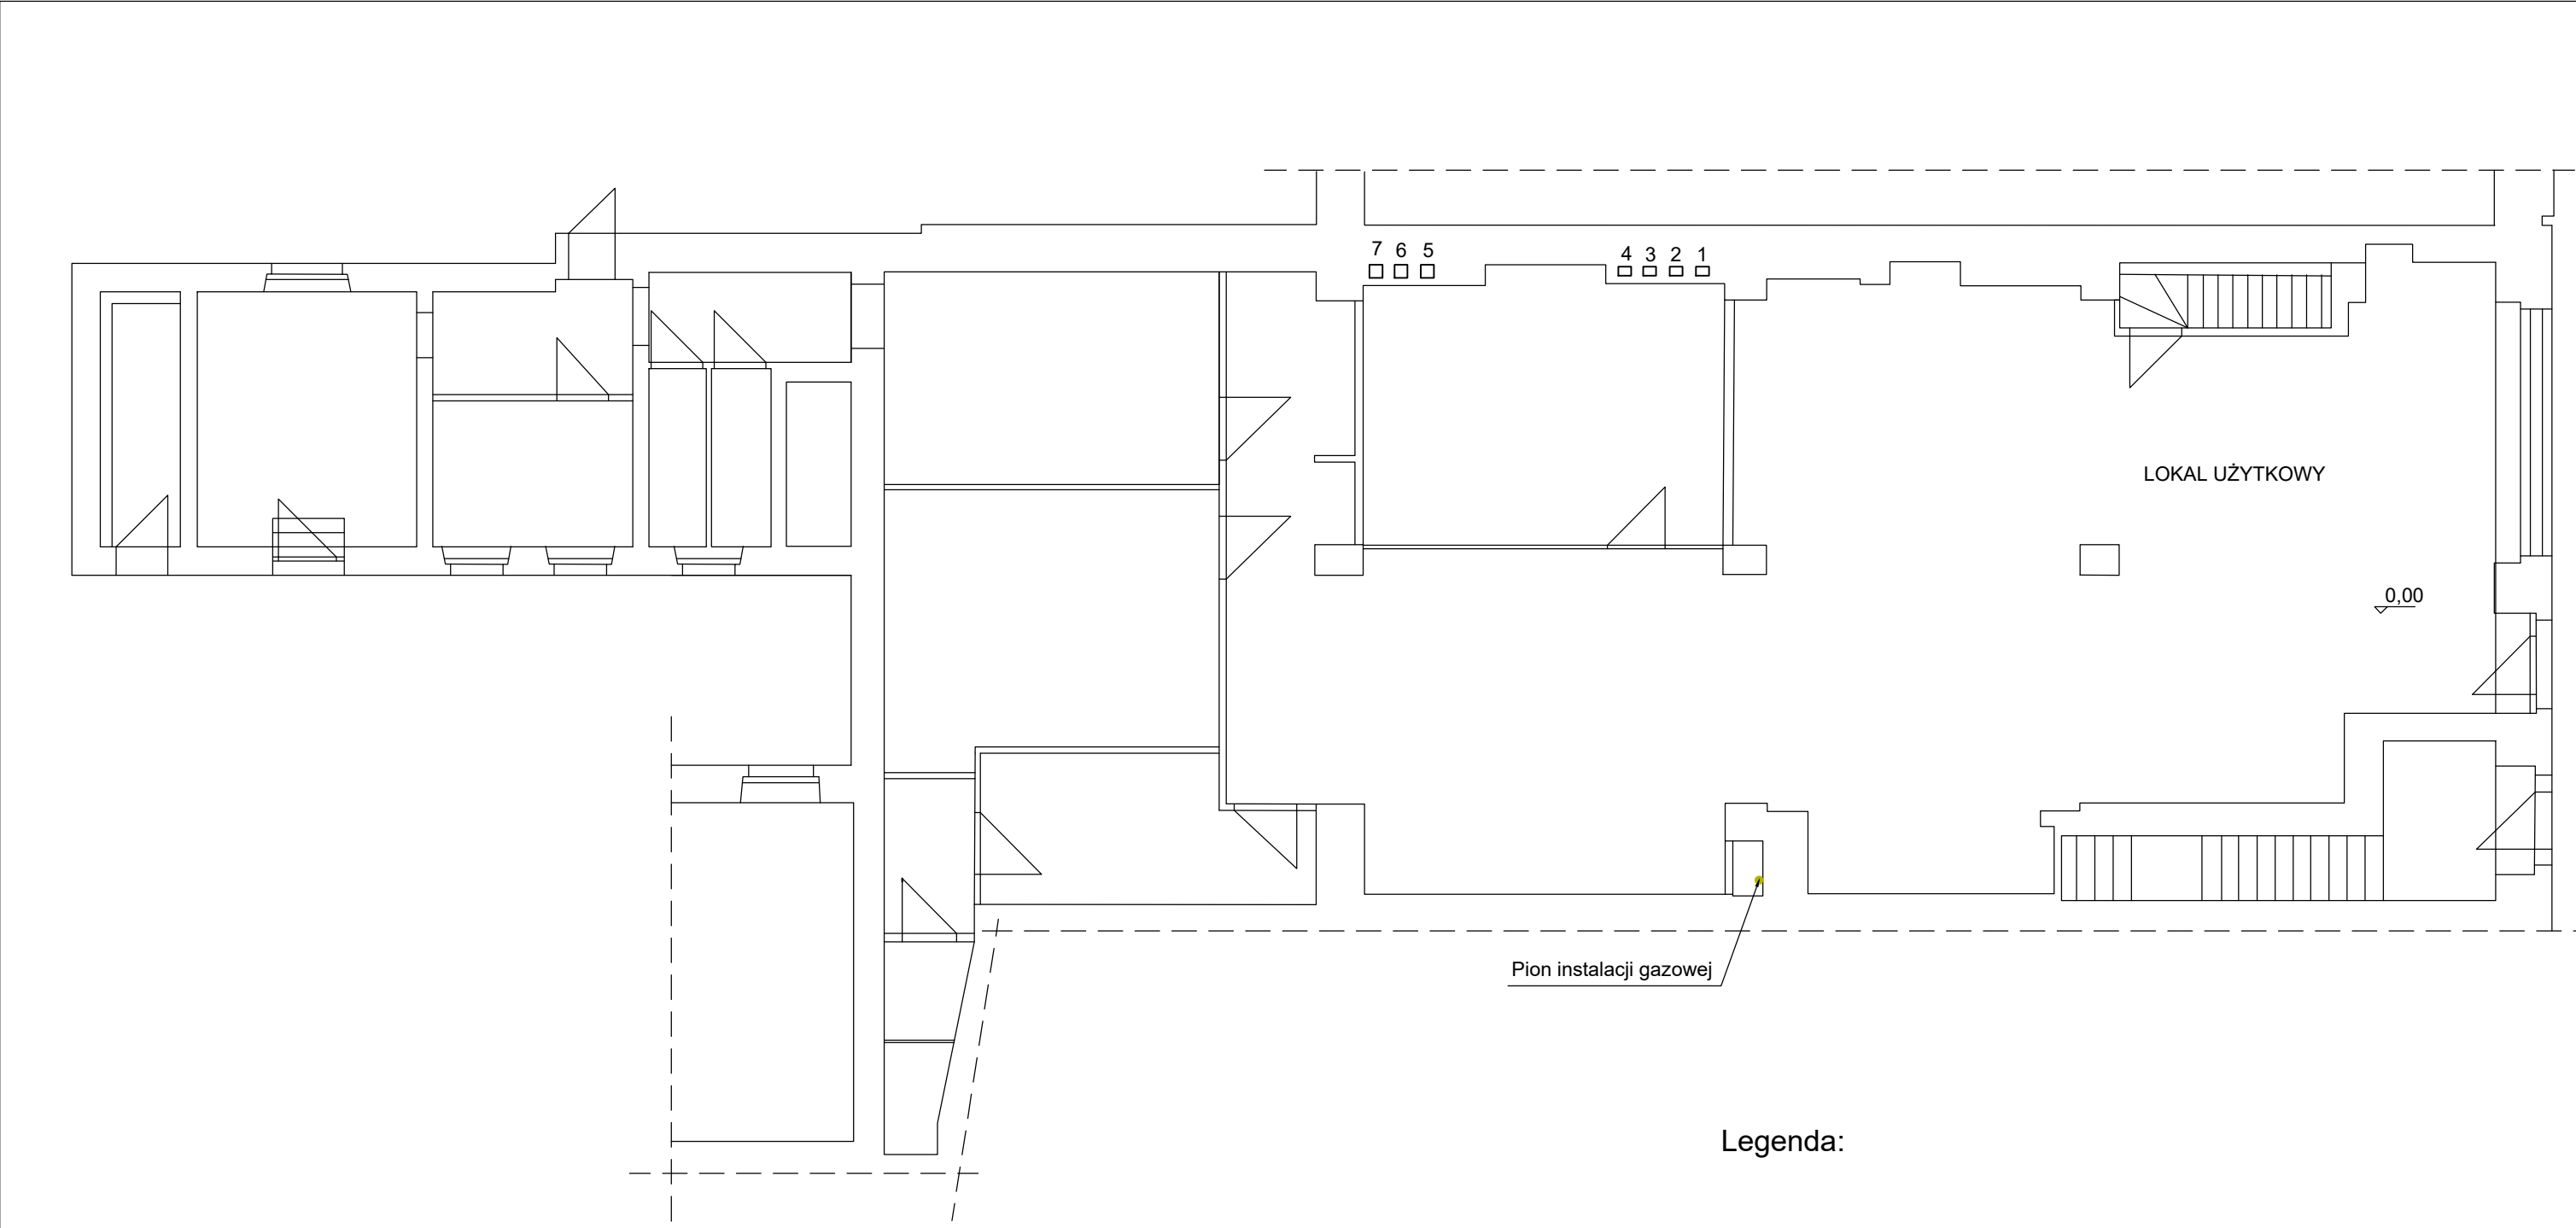 7 6 5
4 3 2 1
LOKAL UŻYTKOWY
0,00
Pion instalacji gazowej
Legenda: